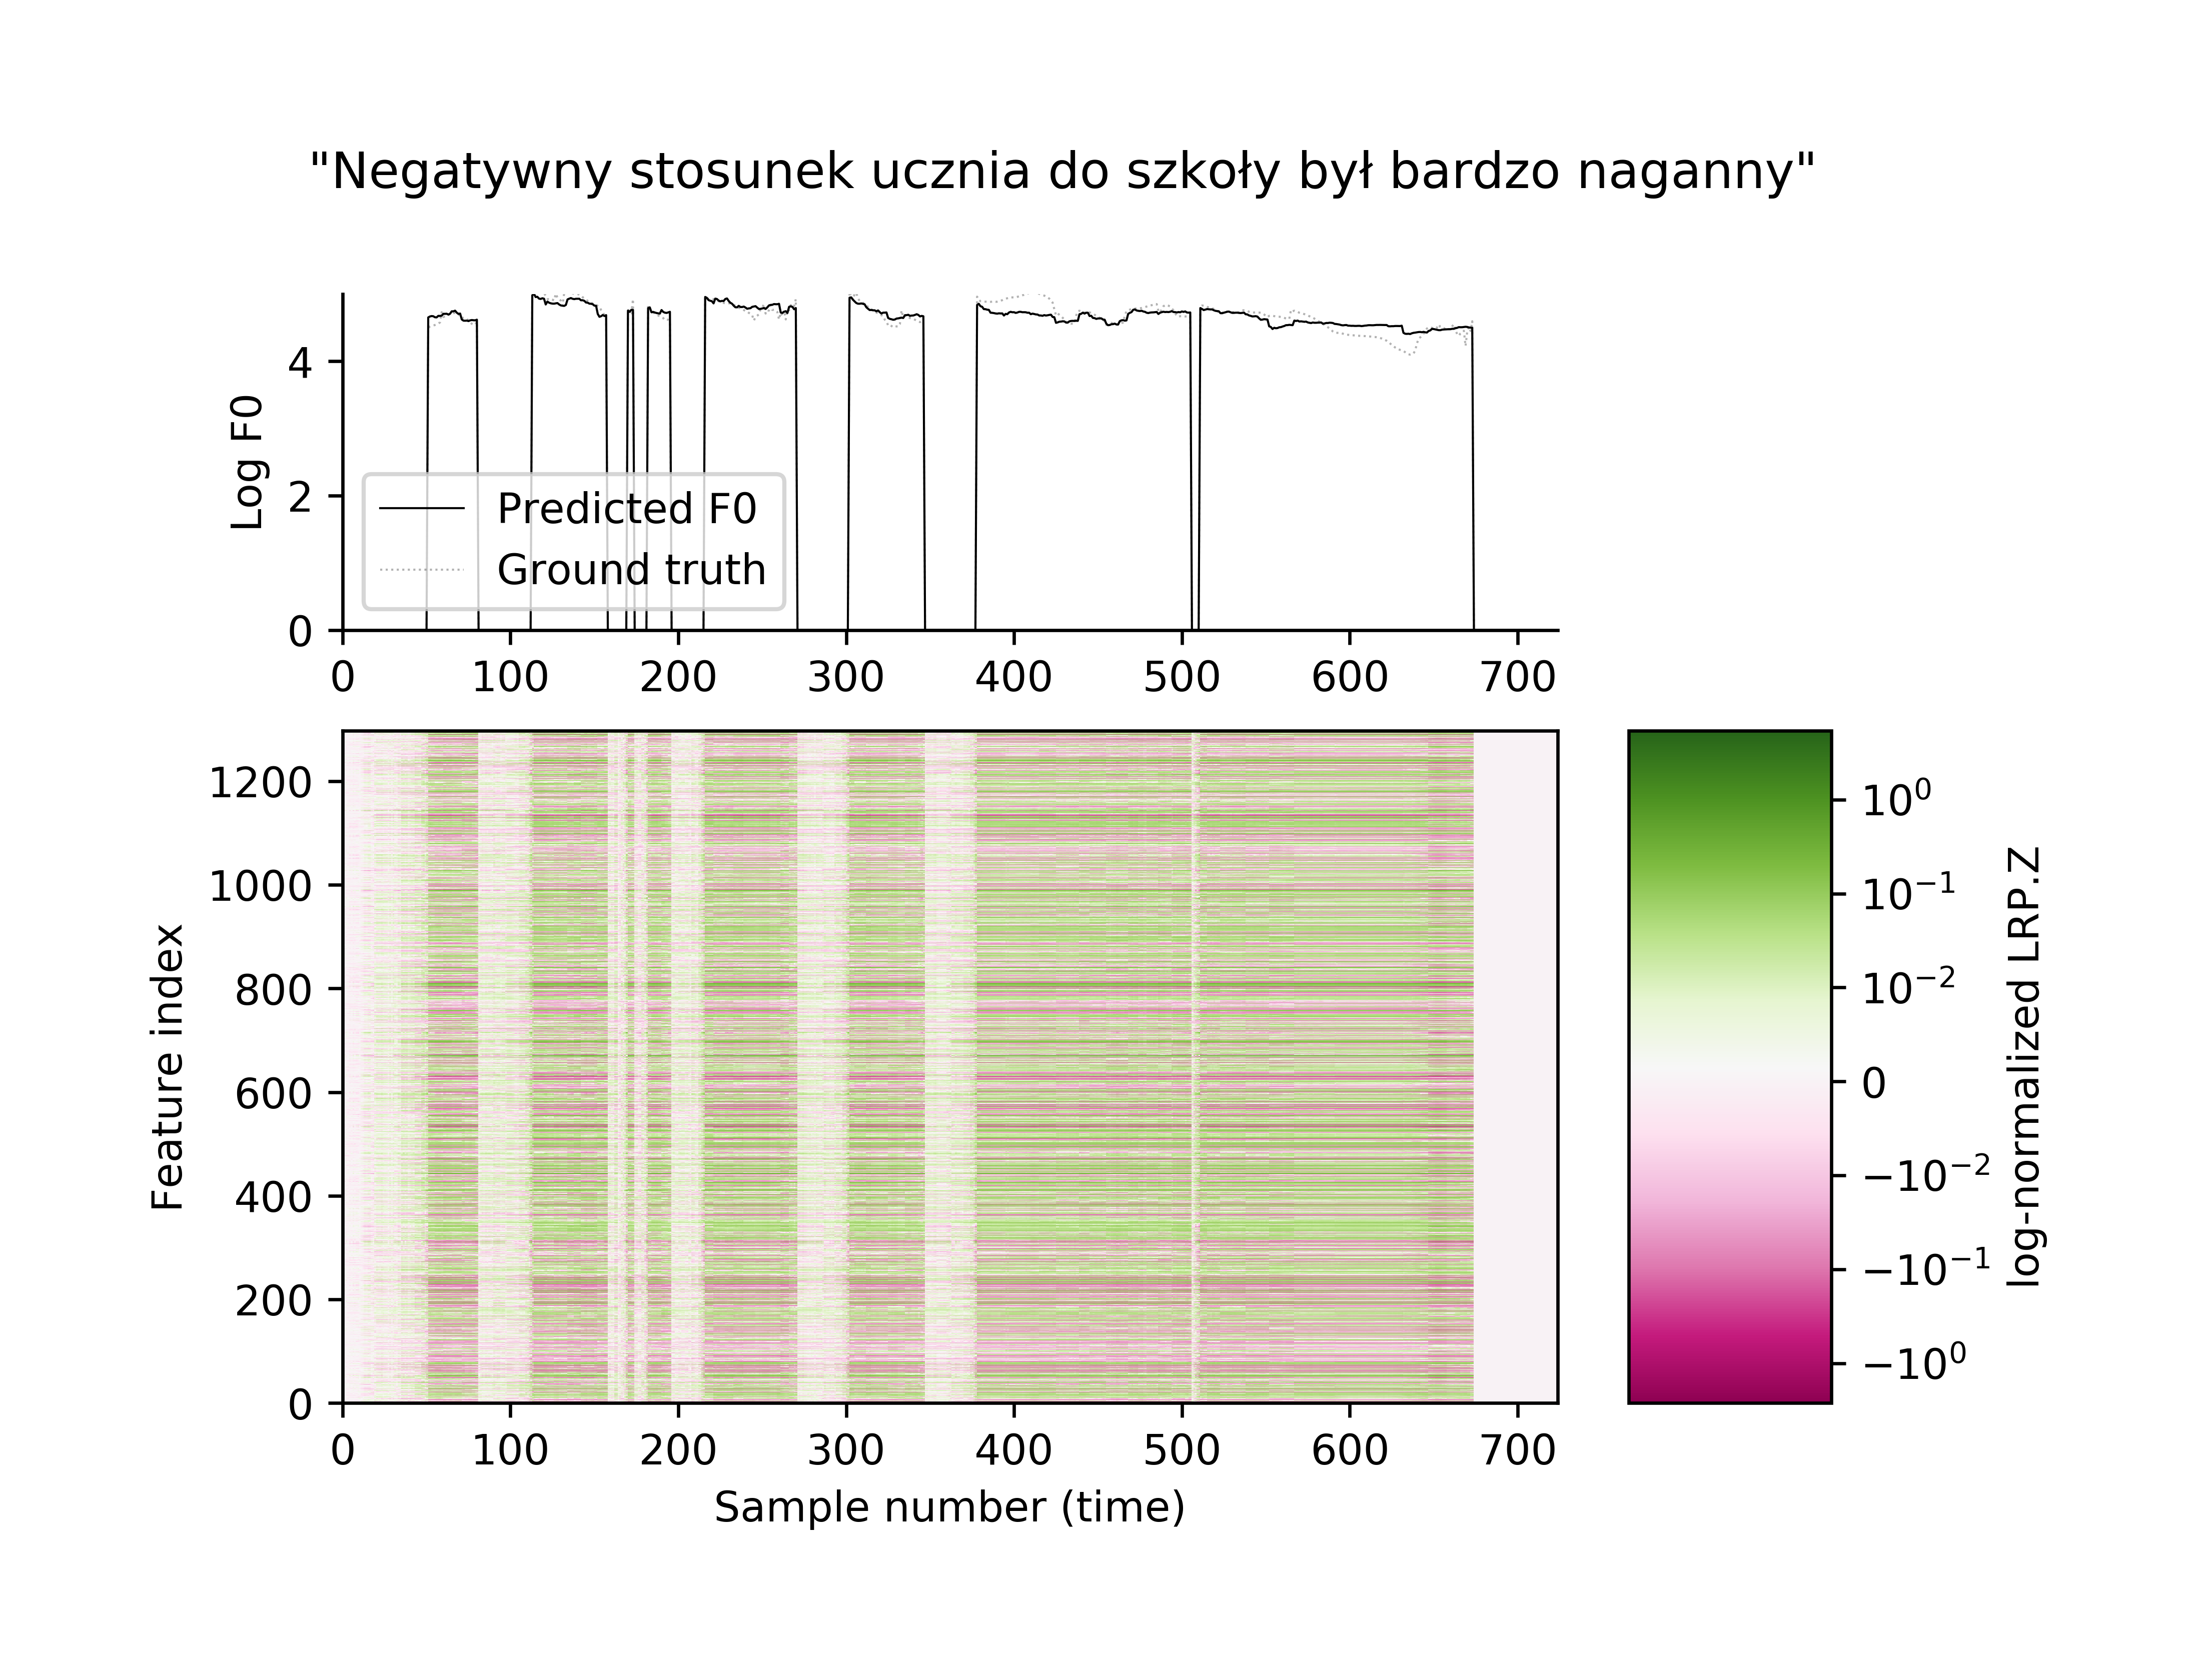 "Negatywny stosunek ucznia do szkoły był bardzo naganny"
Log F0
4
2
0
Predicted F0
Ground truth
0 100 200 300 400 500 600 700
Feature index
1200
1000
800
600
400
200
0
0 100 200 300 400 500 600 700
Sample number (time)
10⁰
10⁻¹
10⁻²
0
−10⁻²
−10⁻¹
−10⁰
log-normalized LRP.Z